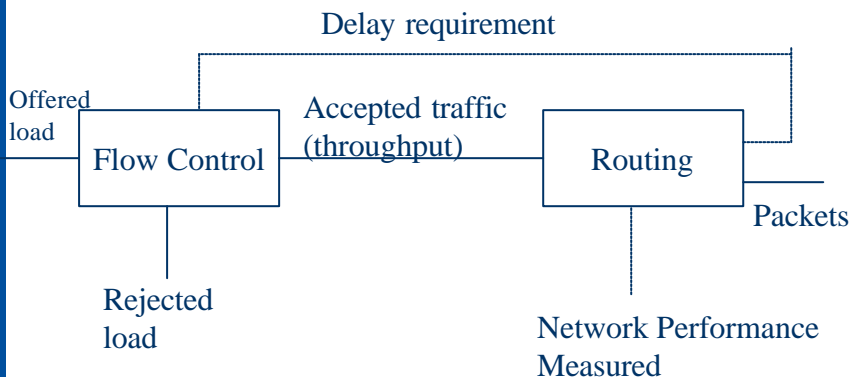 Delay requirement
Offered
load
Accepted traffic
(throughput)
Flow Control
Routing
Packets
Rejected
load
Network Performance
Measured